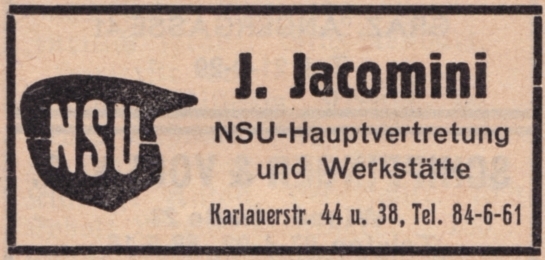 NSU
J. Jacomini
NSU-Hauptvertretung
und Werkstätte
Karlauerstr. 44 u. 38, Tel. 84-6-61